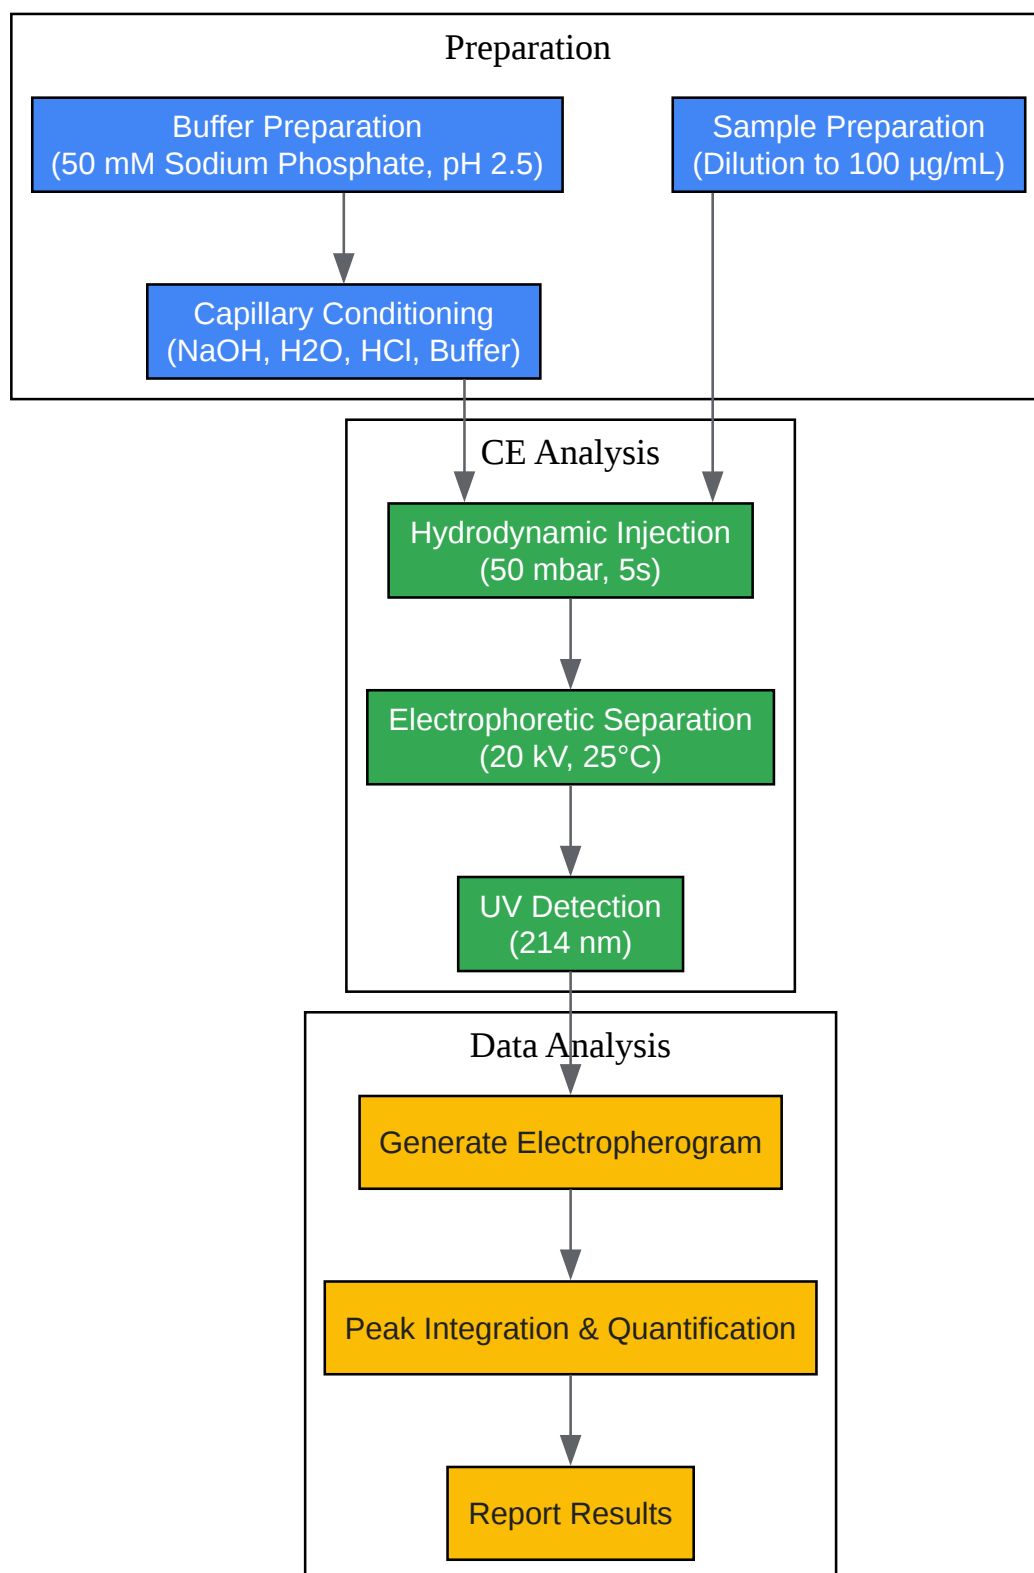 Preparation
Buffer Preparation
(50 mM Sodium Phosphate, pH 2.5)
Sample Preparation
(Dilution to 100 µg/mL)
Capillary Conditioning
(NaOH, H2O, HCl, Buffer)
CE Analysis
Hydrodynamic Injection
(50 mbar, 5s)
Electrophoretic Separation
(20 kV, 25°C)
UV Detection
(214 nm)
Data Analysis
Generate Electropherogram
Peak Integration & Quantification
Report Results